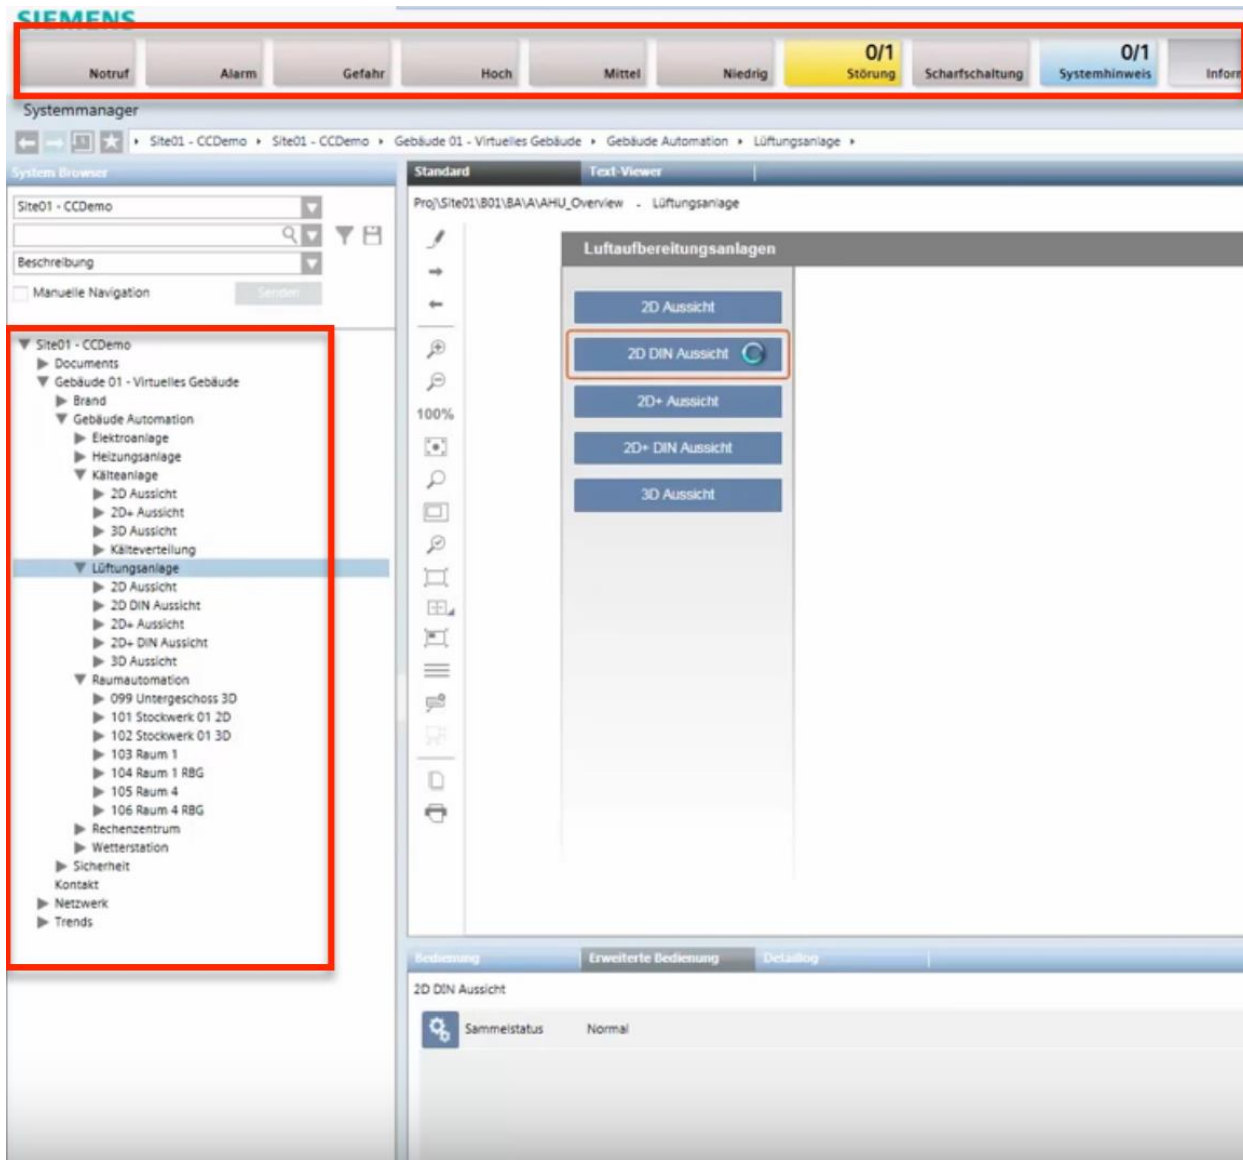 SIEMENS
0/1 0/1
Notruf Alarm Gefahr Hoch Mittel Niedrig Störung Scharfschaltung Systemhinweis Inform
Systemmanager
Site01 - CCDemo Site01 - CCDemo Gebäude 01 - Virtuelles Gebäude Gebäude Automation Lüftungsanlage
System Browser
Site01 - CCDemo
Beschreibung
Manuelle Navigation Senden
Site01 - CCDemo
Documents
Gebäude 01 - Virtuelles Gebäude
Brand
Gebäude Automation
Elektroanlage
Heizungsanlage
Kälteanlage
2D Aussicht
2D+ Aussicht
3D Aussicht
Kälteverteilung
Lüftungsanlage
2D Aussicht
2D DIN Aussicht
2D+ Aussicht
2D+ DIN Aussicht
3D Aussicht
Raumautomation
099 Untergeschoss 3D
101 Stockwerk 01 2D
102 Stockwerk 01 3D
103 Raum 1
104 Raum 1 RBG
105 Raum 4
106 Raum 4 RBG
Rechenzentrum
Wetterstation
Sicherheit
Kontakt
Netzwerk
Trends
Standard Text-Viewer
Proj\Site01\B01\BA\A\AHU_Overview - Lüftungsanlage
100%
Luftaufbereitungsanlagen
2D Aussicht
2D DIN Aussicht
2D+ Aussicht
2D+ DIN Aussicht
3D Aussicht
Bedienung Erweiterte Bedienung Detaillog
2D DIN Aussicht
Sammelstatus Normal